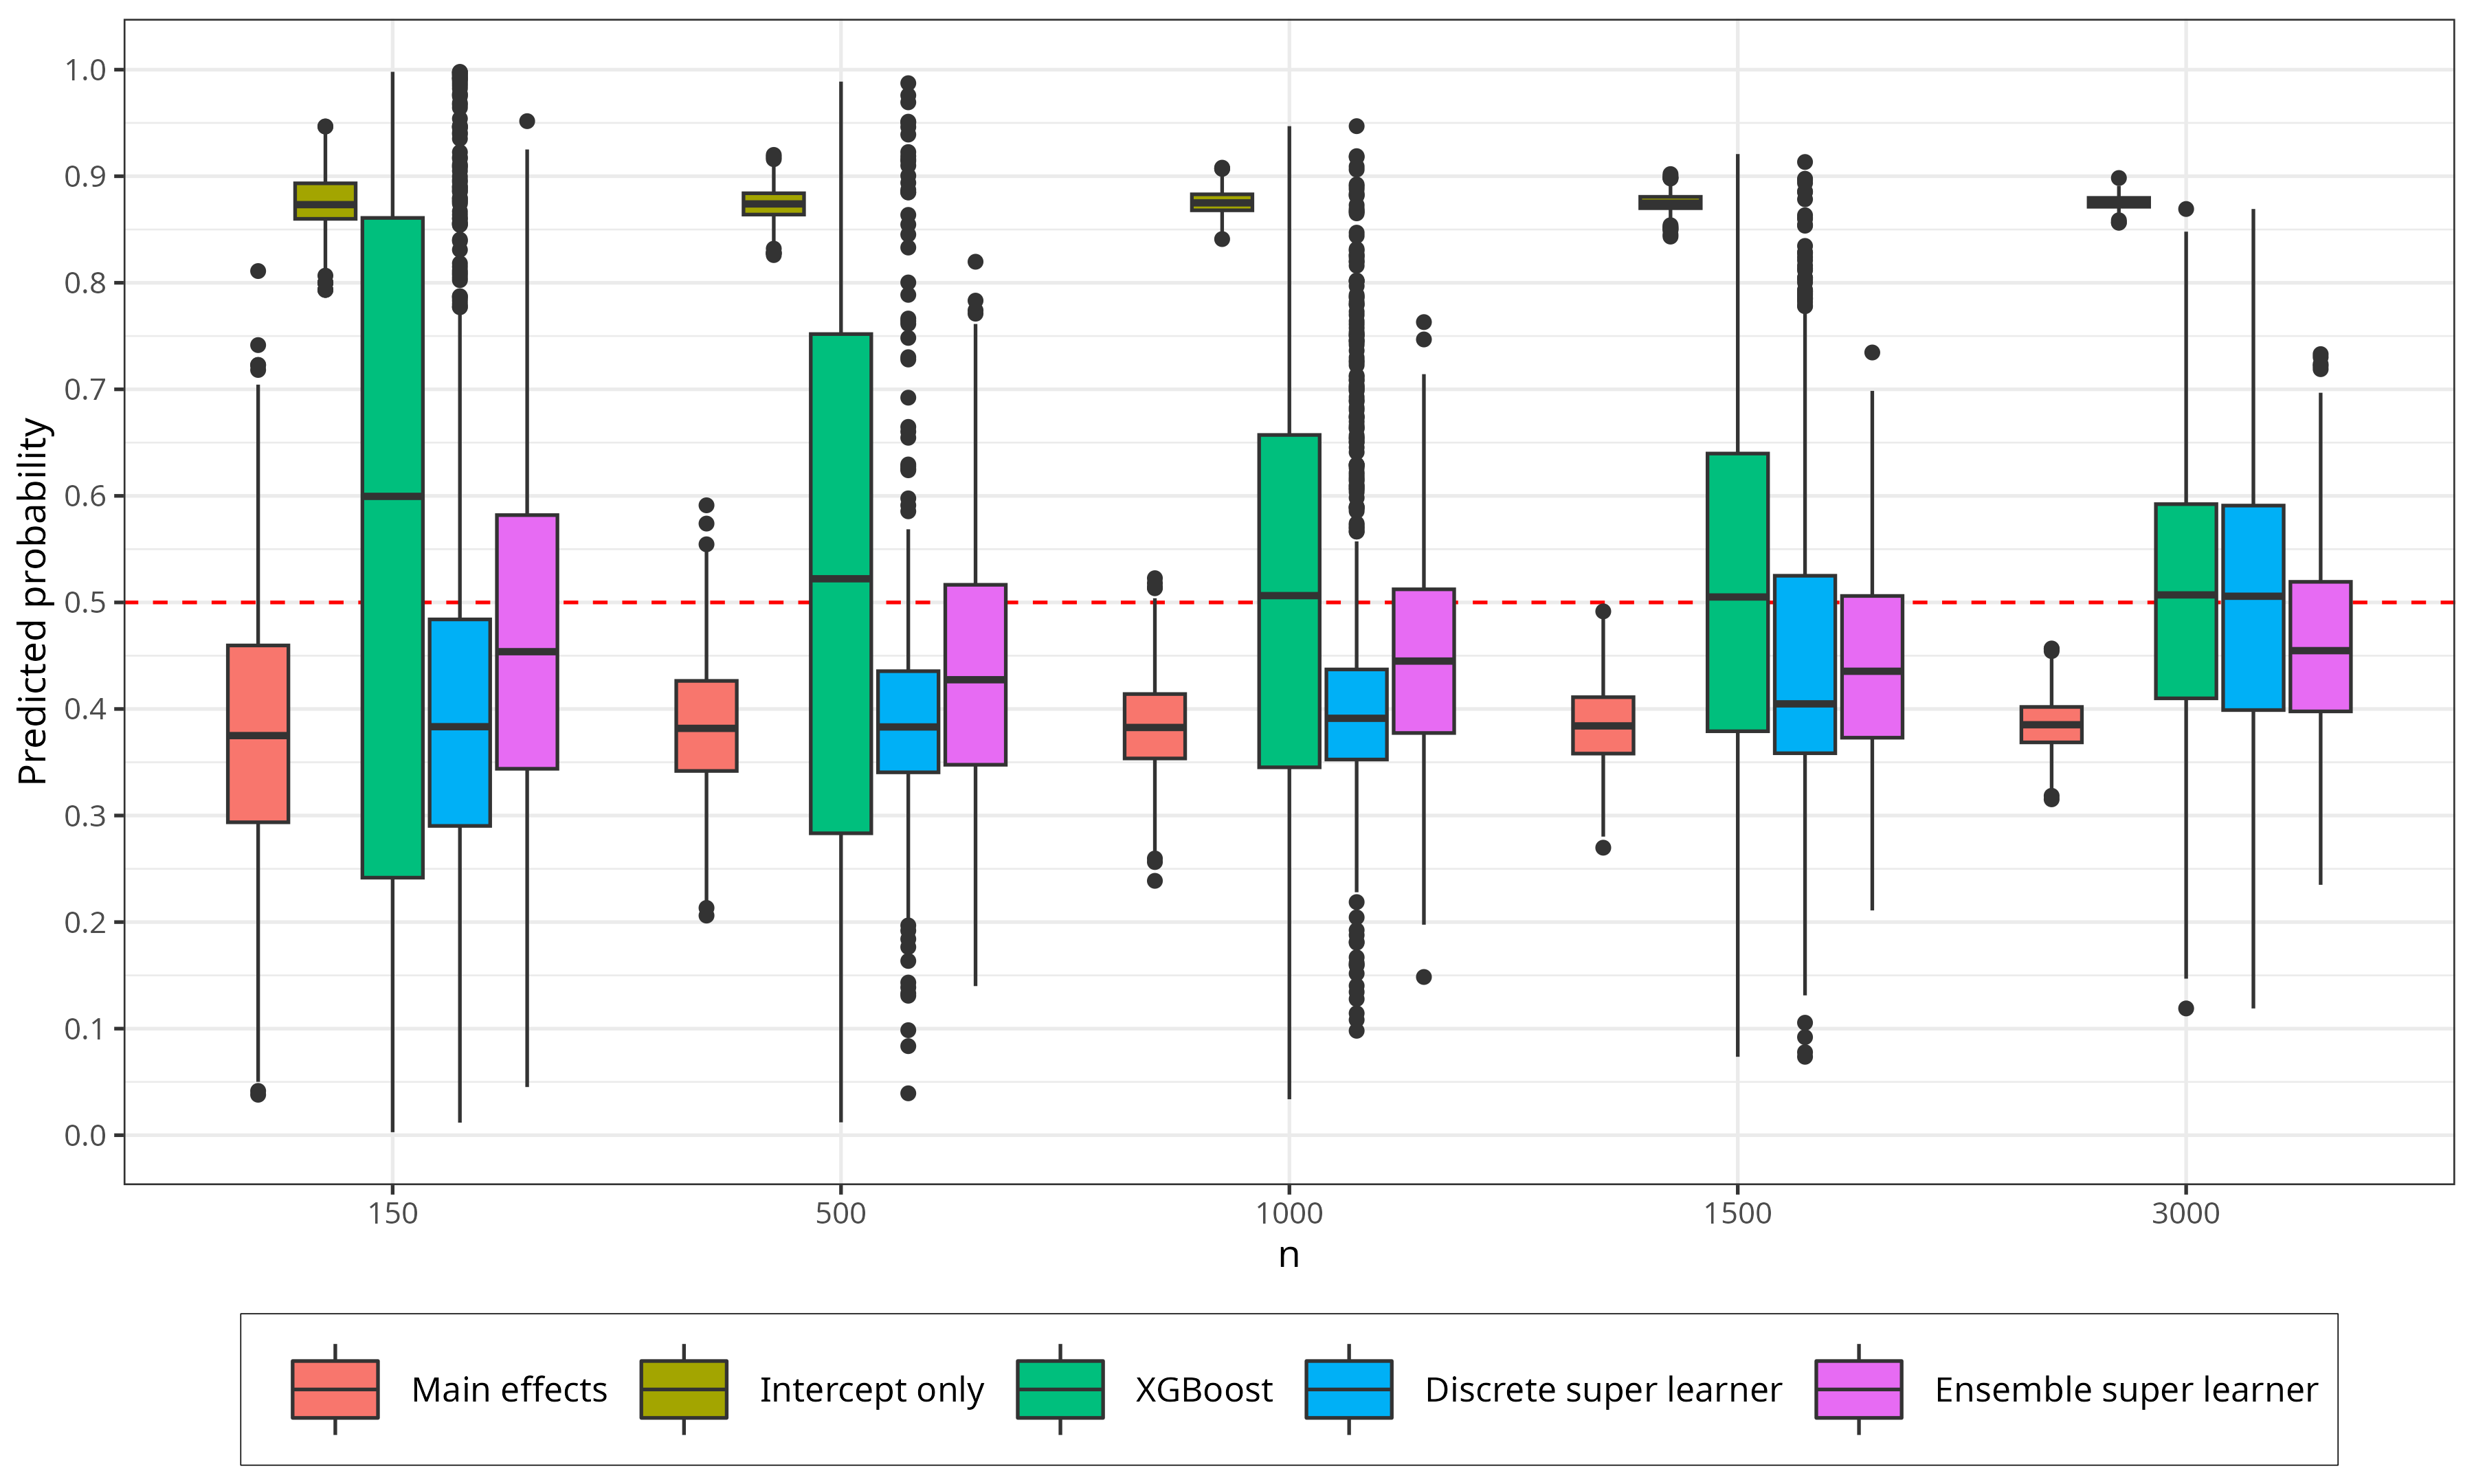 1.0
0.9
0.8
0.7
0.6
0.5
0.4
0.3
0.2
0.1
0.0
Predicted probability
150 500 1000 1500 3000
n
Main effects Intercept only XGBoost Discrete super learner Ensemble super learner